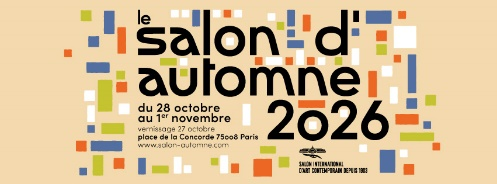 le
salon d'
automne
2026
du 28 octobre
au 1er novembre
vernissage 27 octobre
place de la Concorde 75008 Paris
www.salon-automne.com
SALON INTERNATIONAL
D'ART CONTEMPORAIN DEPUIS 1903